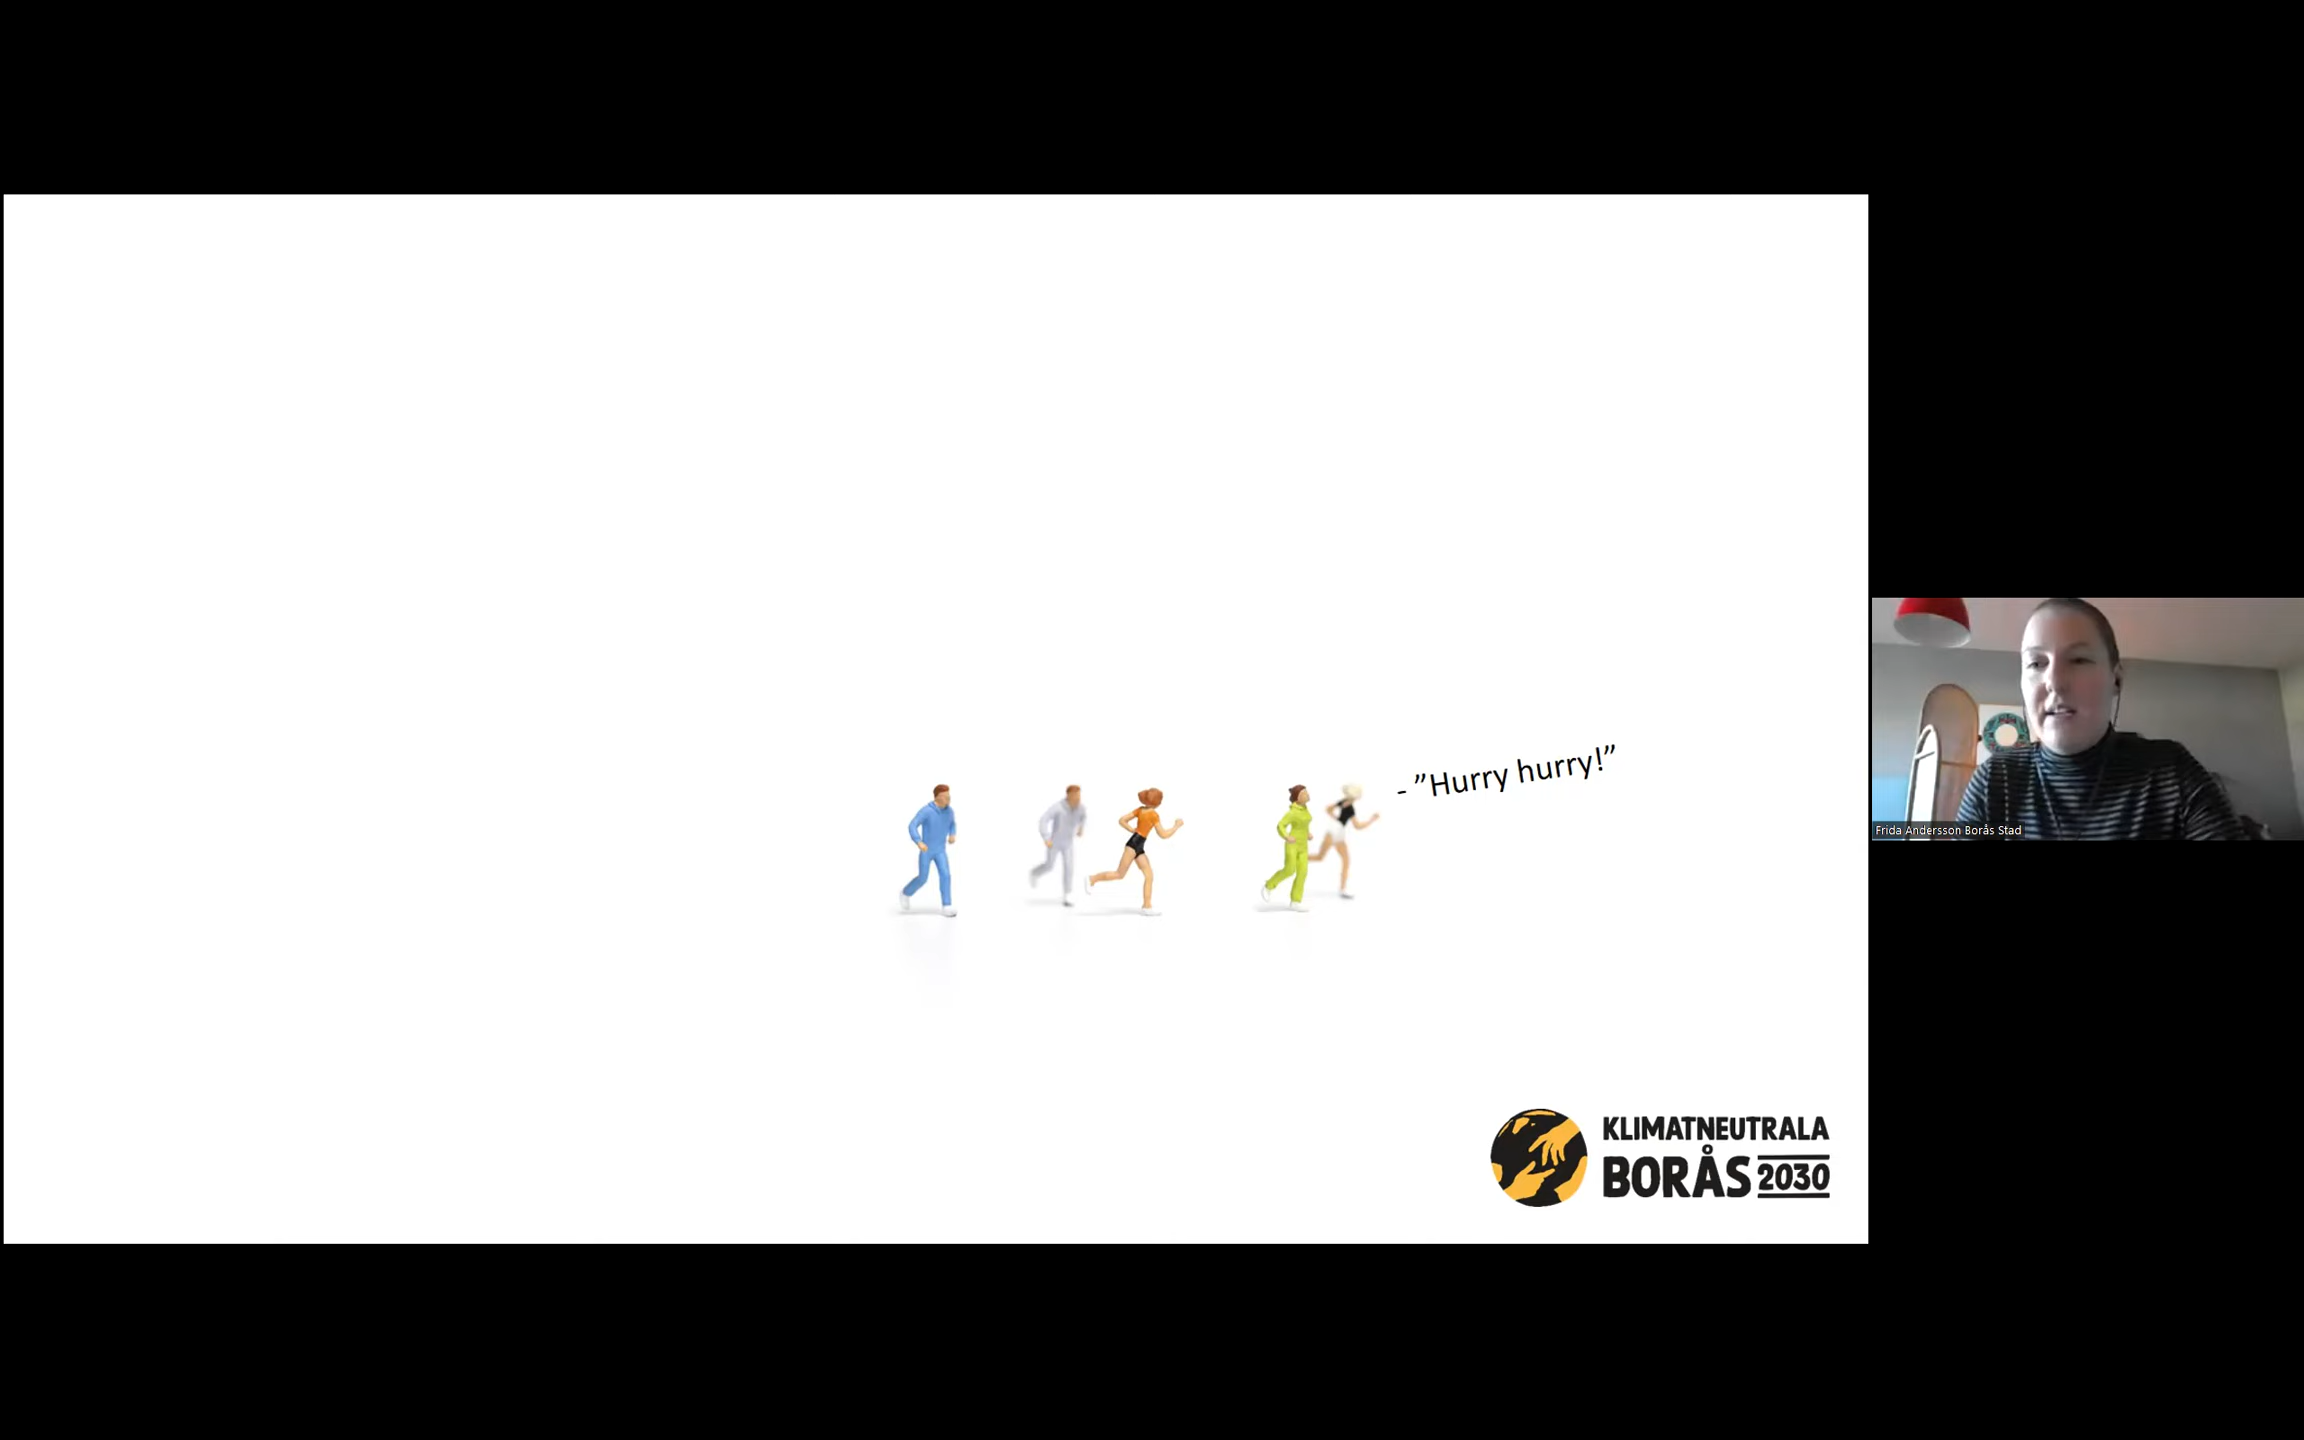 - ”Hurry hurry!”
Frida Andersson Borås Stad
KLIMATNEUTRALA
BORÅS 2030